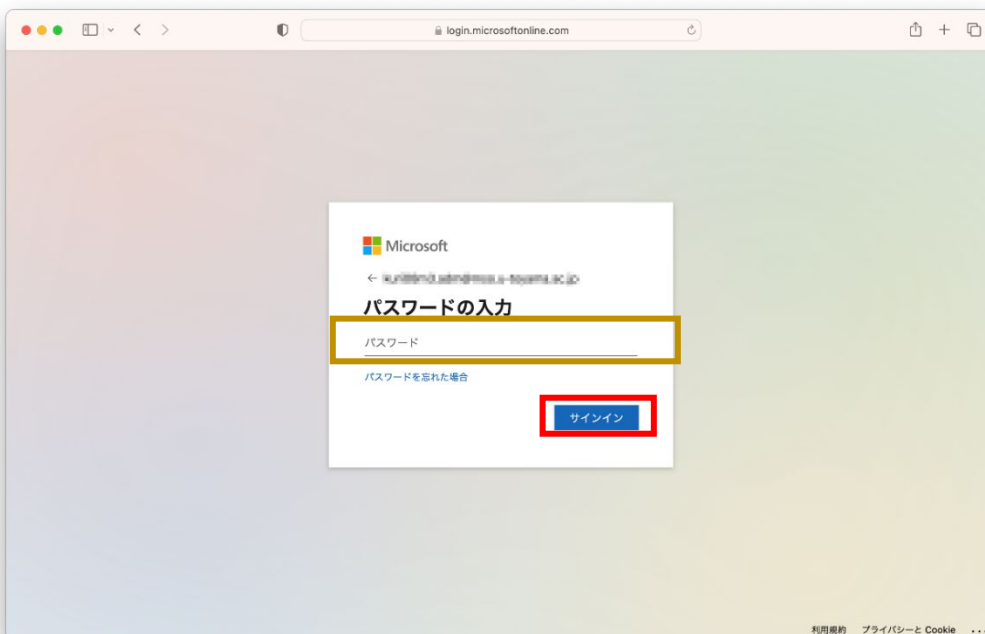 login.microsoftonline.com
Microsoft
パスワードの入力
パスワード
パスワードを忘れた場合
サインイン
利用規約 プライバシーと Cookie ...